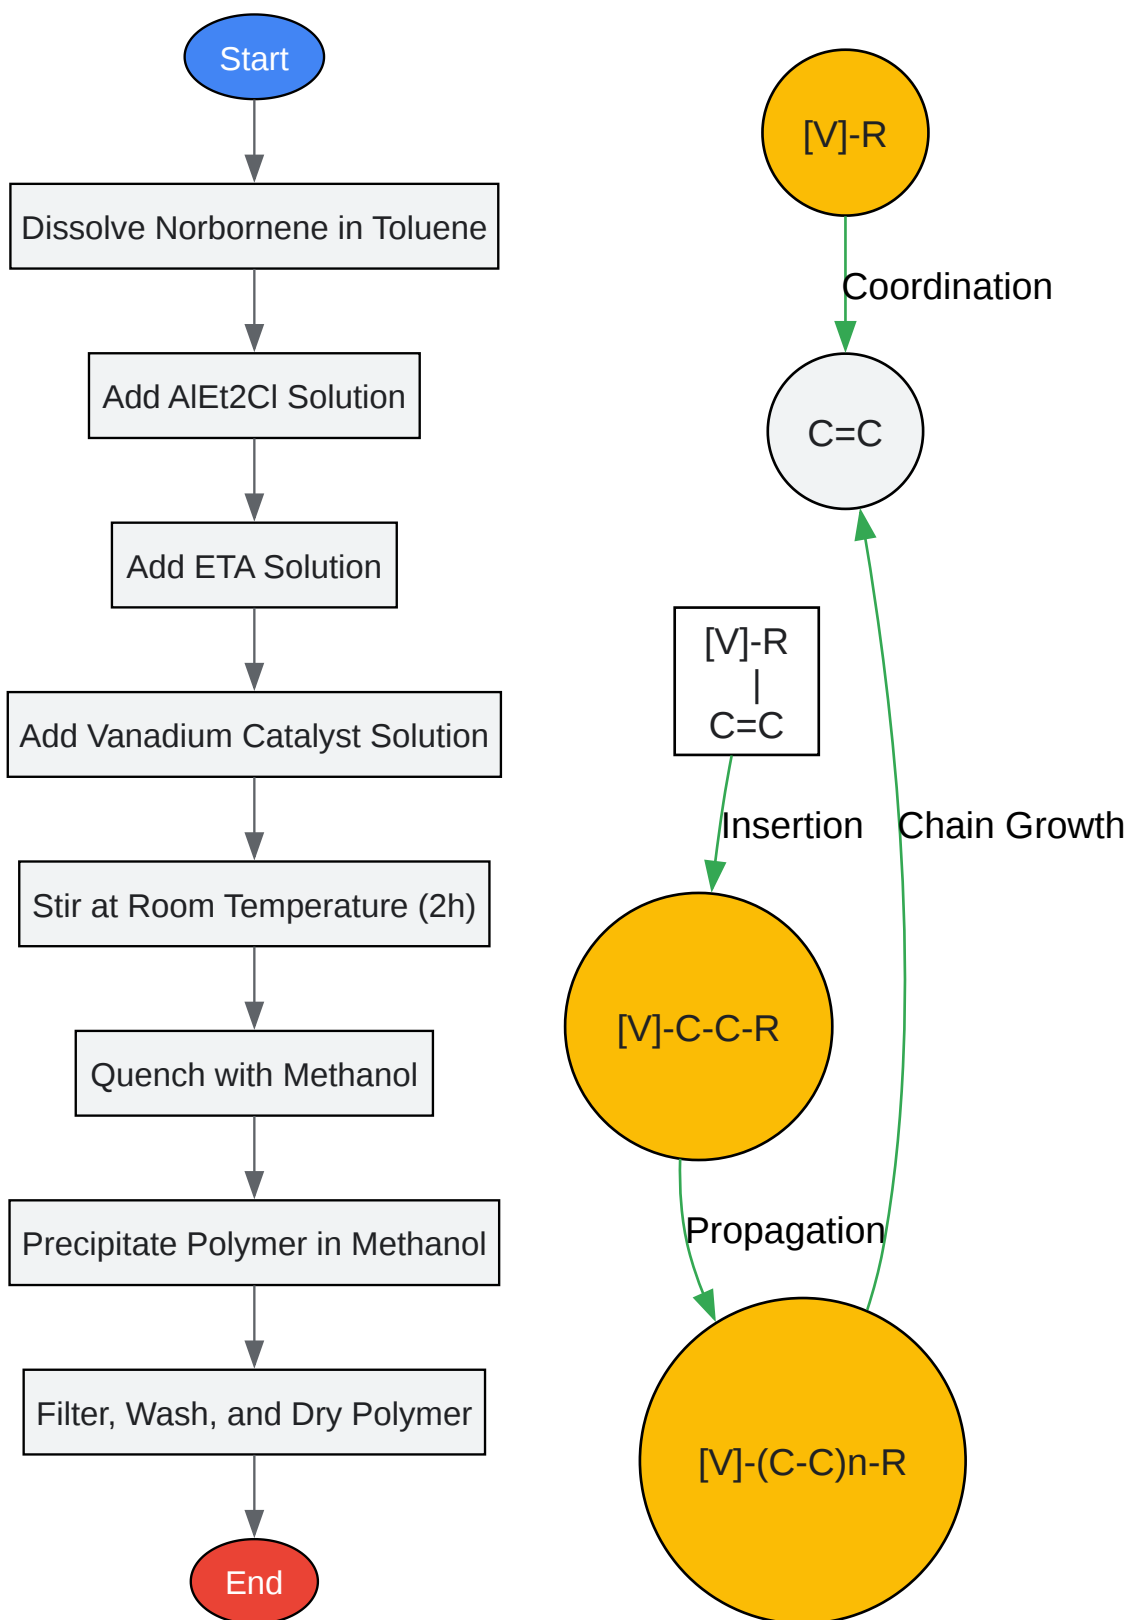 Start
Dissolve Norbornene in Toluene
Add AlEt2Cl Solution
Add ETA Solution
Add Vanadium Catalyst Solution
Stir at Room Temperature (2h)
Quench with Methanol
Precipitate Polymer in Methanol
Filter, Wash, and Dry Polymer
End
[V]-R
Coordination
C=C
[V]-R
|
C=C
Insertion
Chain Growth
[V]-C-C-R
Propagation
[V]-(C-C)n-R